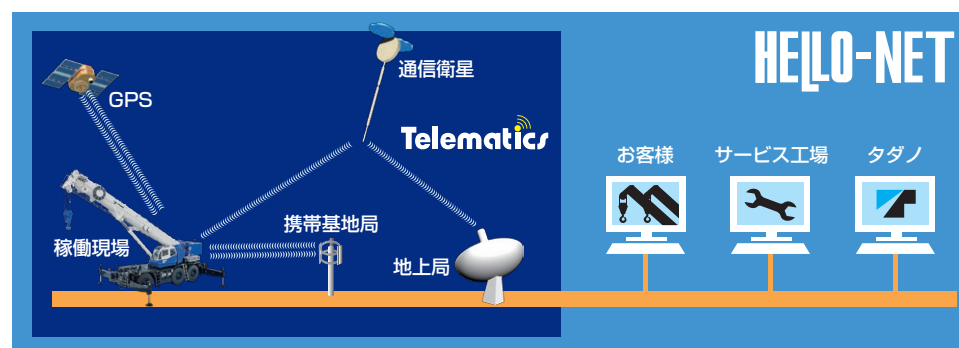 HELLO-NET
通信衛星
GPS
Telematics
お客様
サービス工場
タダノ
携帯基地局
稼働現場
地上局